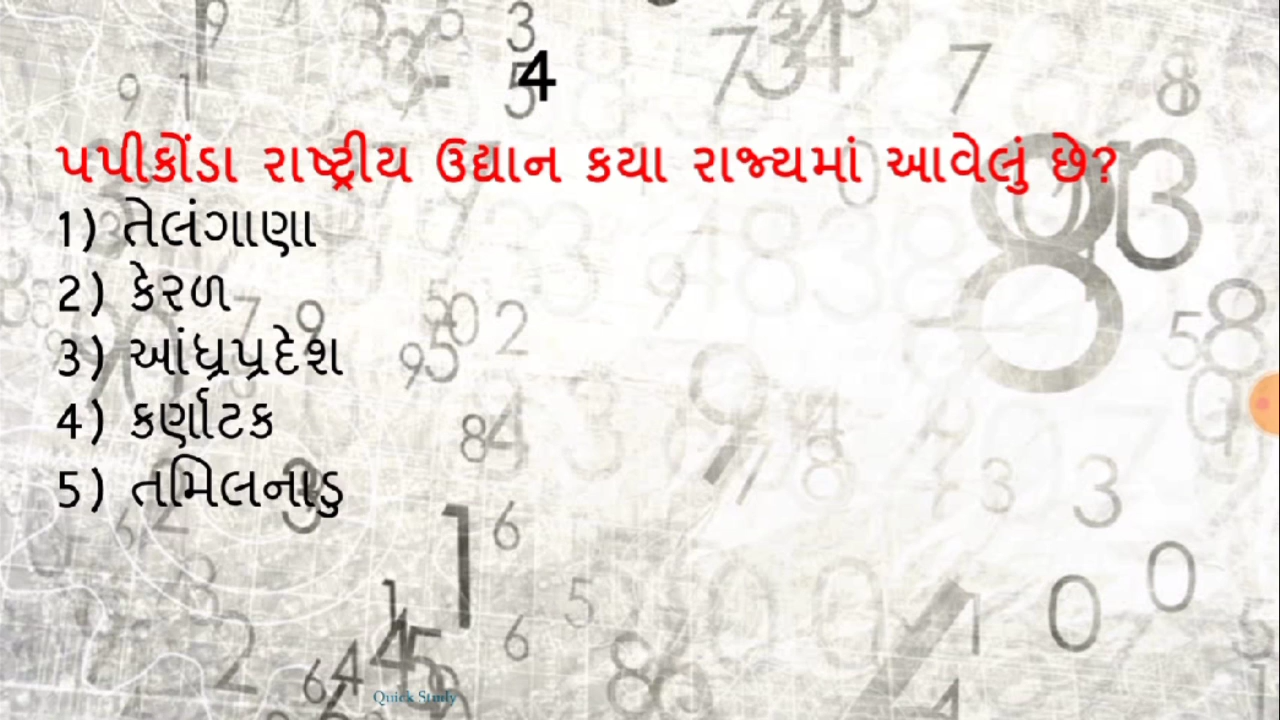 4
પપીકોંડા રાષ્ટ્રીય ઉદ્યાન કયા રાજ્યમાં આવેલું છે?
1) તેલંગાણા
2) કેરળ
3) આંધ્રપ્રદેશ
4) કર્ણાટક
5) તમિલનાડુ
Quick Study